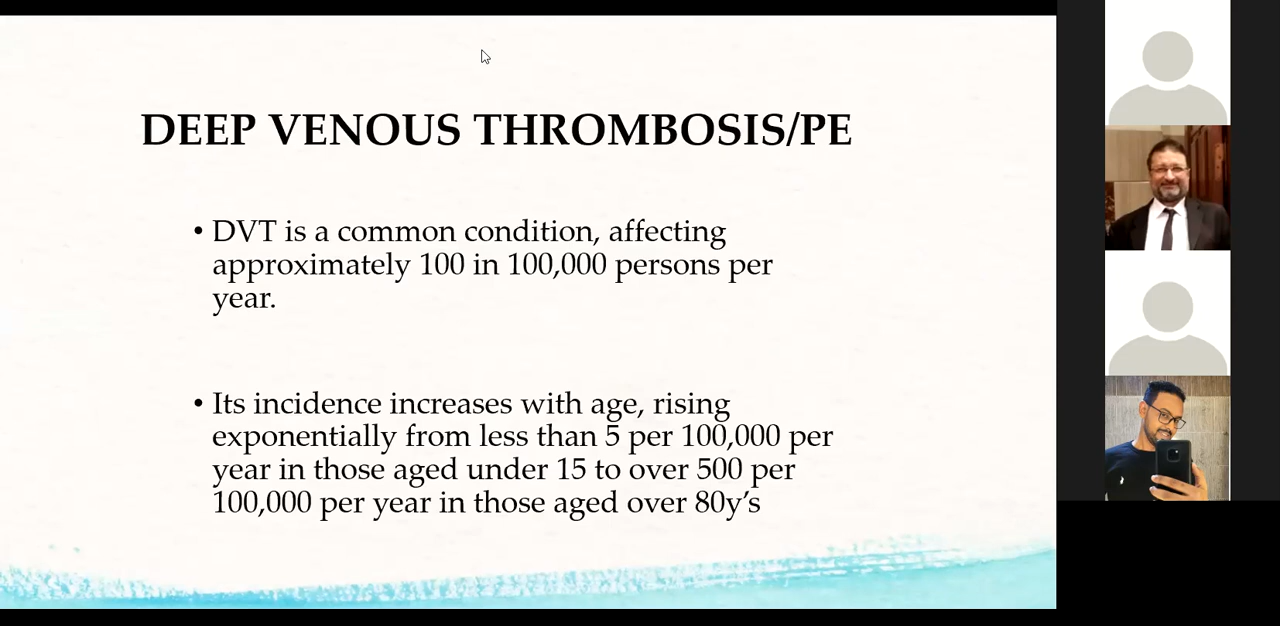 DEEP VENOUS THROMBOSIS/PE
• DVT is a common condition, affecting
approximately 100 in 100,000 persons per
year.
• Its incidence increases with age, rising
exponentially from less than 5 per 100,000 per
year in those aged under 15 to over 500 per
100,000 per year in those aged over 80y’s